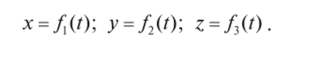 x = f₁(t); y = f₂(t); z = f₃(t).